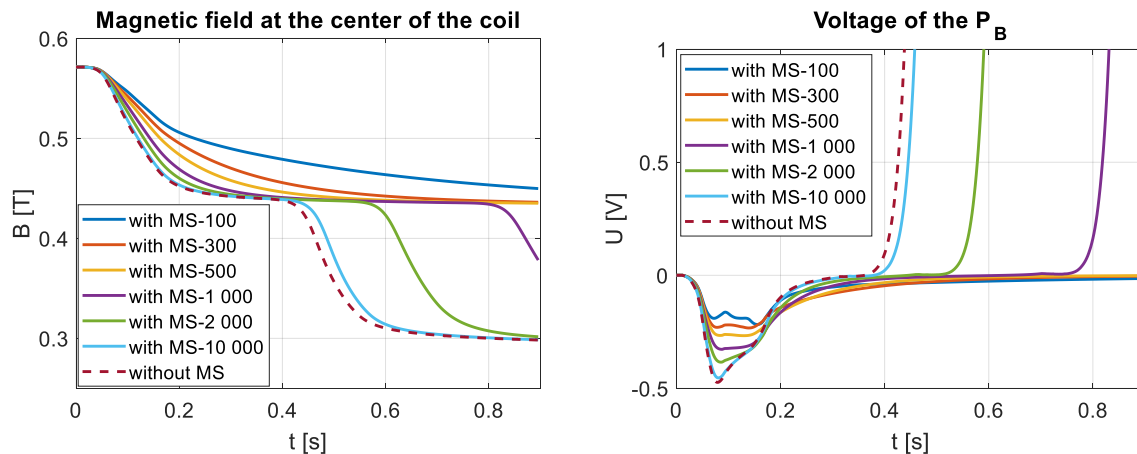 Magnetic field at the center of the coil
0.6
0.5
0.4
0.3
B [T]
with MS-100
with MS-300
with MS-500
with MS-1 000
with MS-2 000
with MS-10 000
without MS
0 0.2 0.4 0.6 0.8
t [s]
Voltage of the P_B
1
0.5
0
-0.5
U [V]
with MS-100
with MS-300
with MS-500
with MS-1 000
with MS-2 000
with MS-10 000
without MS
0 0.2 0.4 0.6 0.8
t [s]